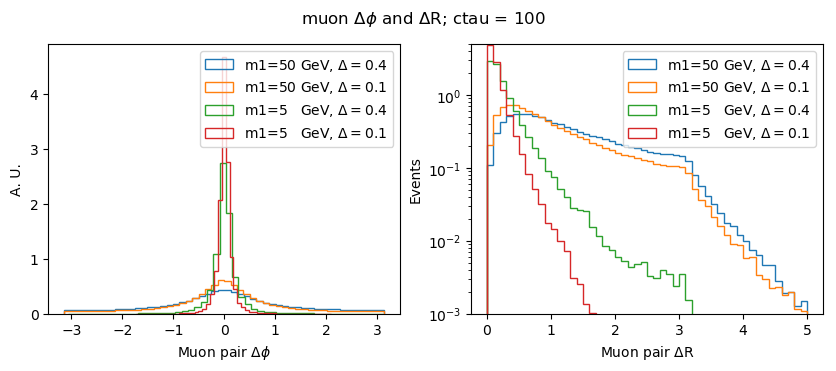 muon Δϕ and ΔR; ctau = 100
A. U.
4
3
2
1
0
m1=50 GeV, Δ = 0.4
m1=50 GeV, Δ = 0.1
m1=5 GeV, Δ = 0.4
m1=5 GeV, Δ = 0.1
−3 −2 −1 0 1 2 3
Muon pair Δϕ
Events
10⁰
10⁻¹
10⁻²
10⁻³
m1=50 GeV, Δ = 0.4
m1=50 GeV, Δ = 0.1
m1=5 GeV, Δ = 0.4
m1=5 GeV, Δ = 0.1
0 1 2 3 4 5
Muon pair ΔR